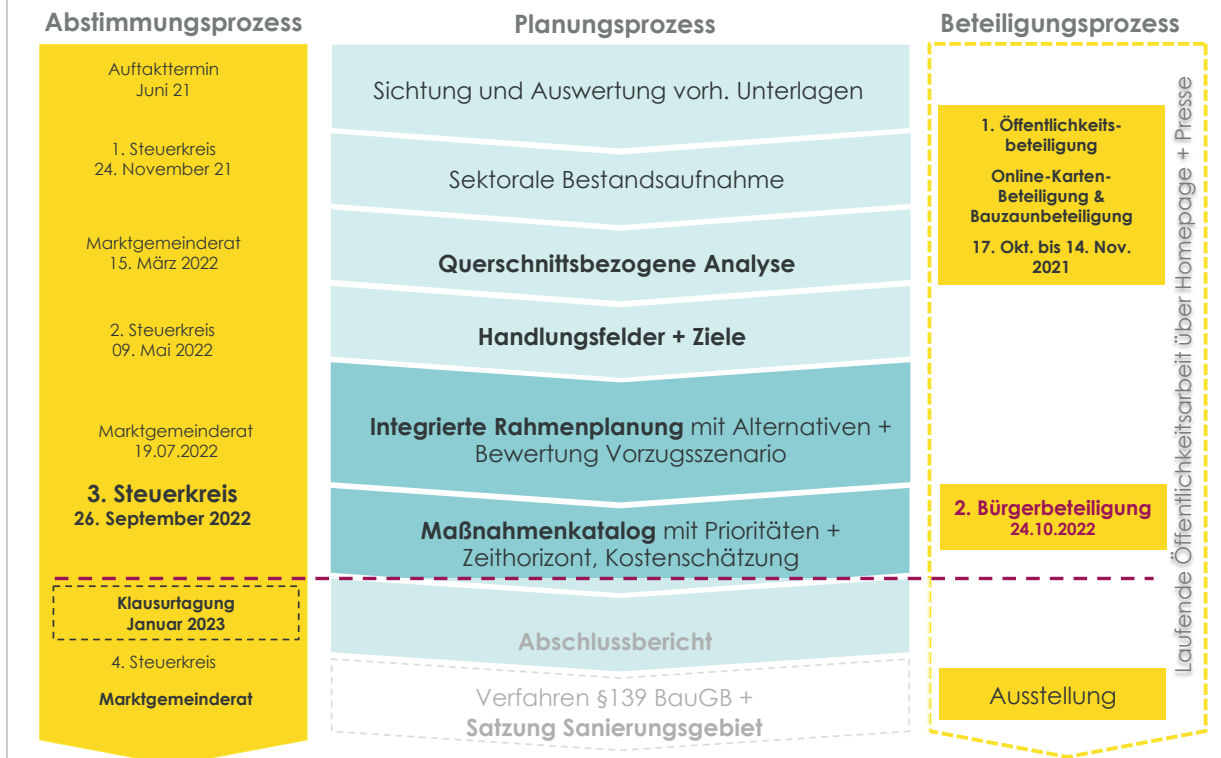 Abstimmungsprozess
Auftakttermin
Juni 21
1. Steuerkreis
24. November 21
Marktgemeinderat
15. März 2022
2. Steuerkreis
09. Mai 2022
Marktgemeinderat
19.07.2022
3. Steuerkreis
26. September 2022
Klausurtagung
Januar 2023
4. Steuerkreis
Marktgemeinderat
Planungsprozess
Sichtung und Auswertung vorh. Unterlagen
Sektorale Bestandsaufnahme
Querschnittsbezogene Analyse
Handlungsfelder + Ziele
Integrierte Rahmenplanung mit Alternativen +
Bewertung Vorzugsszenario
Maßnahmenkatalog mit Prioritäten +
Zeithorizont, Kostenschätzung
Abschlussbericht
Verfahren §139 BauGB +
Satzung Sanierungsgebiet
Beteiligungsprozess
1. Öffentlichkeits-
beteiligung
Online-Karten-
Beteiligung &
Bauzaunbeteiligung
17. Okt. bis 14. Nov.
2021
2. Bürgerbeteiligung
24.10.2022
Ausstellung
Laufende Öffentlichkeitsarbeit über Homepage + Presse